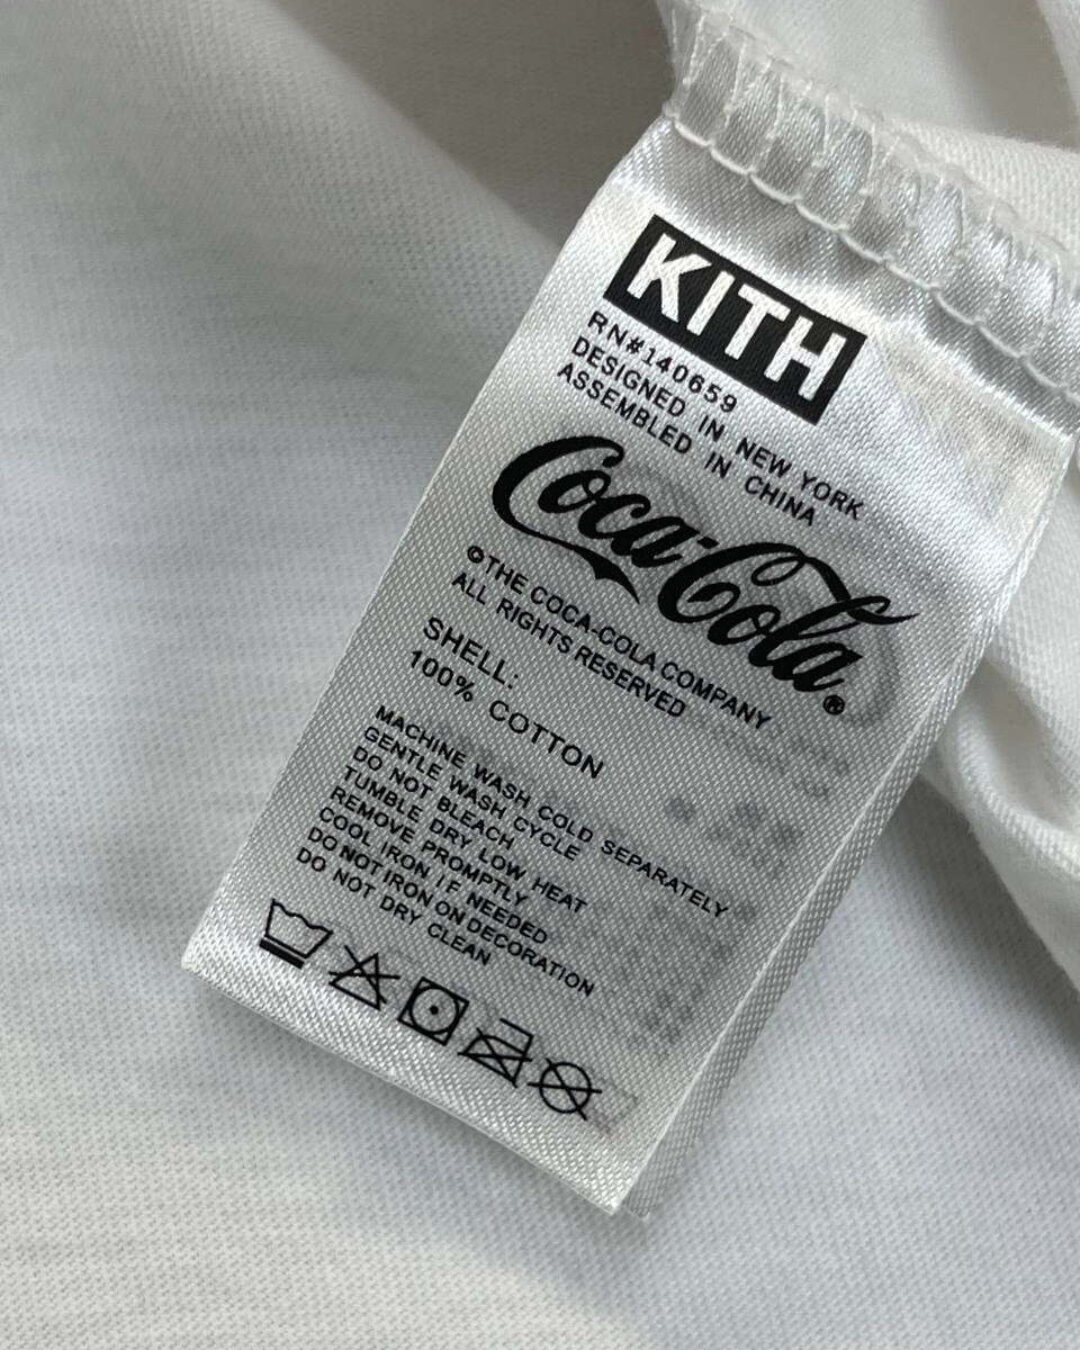 KITH
RN#140659
DESIGNED IN NEW YORK
ASSEMBLED IN CHINA
Coca-Cola®
©THE COCA-COLA COMPANY
ALL RIGHTS RESERVED
SHELL:
100% COTTON
MACHINE WASH COLD SEPARATELY
GENTLE WASH CYCLE
DO NOT BLEACH
TUMBLE DRY LOW HEAT
REMOVE PROMPTLY
COOL IRON IF NEEDED
DO NOT IRON ON DECORATION
DO NOT DRY CLEAN